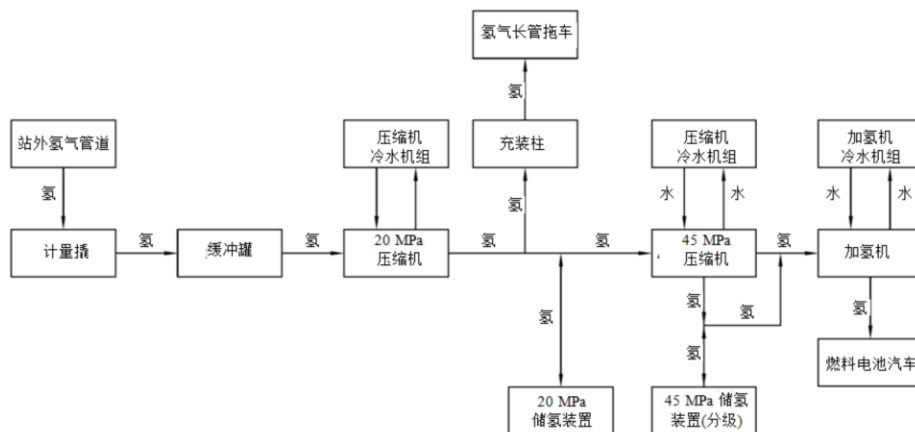 氢气长管拖车
氢
站外氢气管道
压缩机
冷水机组
充装柱
压缩机
冷水机组
加氢机
冷水机组
氢
氢
水
水
水
水
计量撬
氢
缓冲罐
氢
20 MPa
压缩机
氢
氢
45 MPa
压缩机
氢
加氢机
氢
氢
氢
氢
氢
燃料电池汽车
20 MPa
储氢装置
45 MPa 储氢
装置(分级)